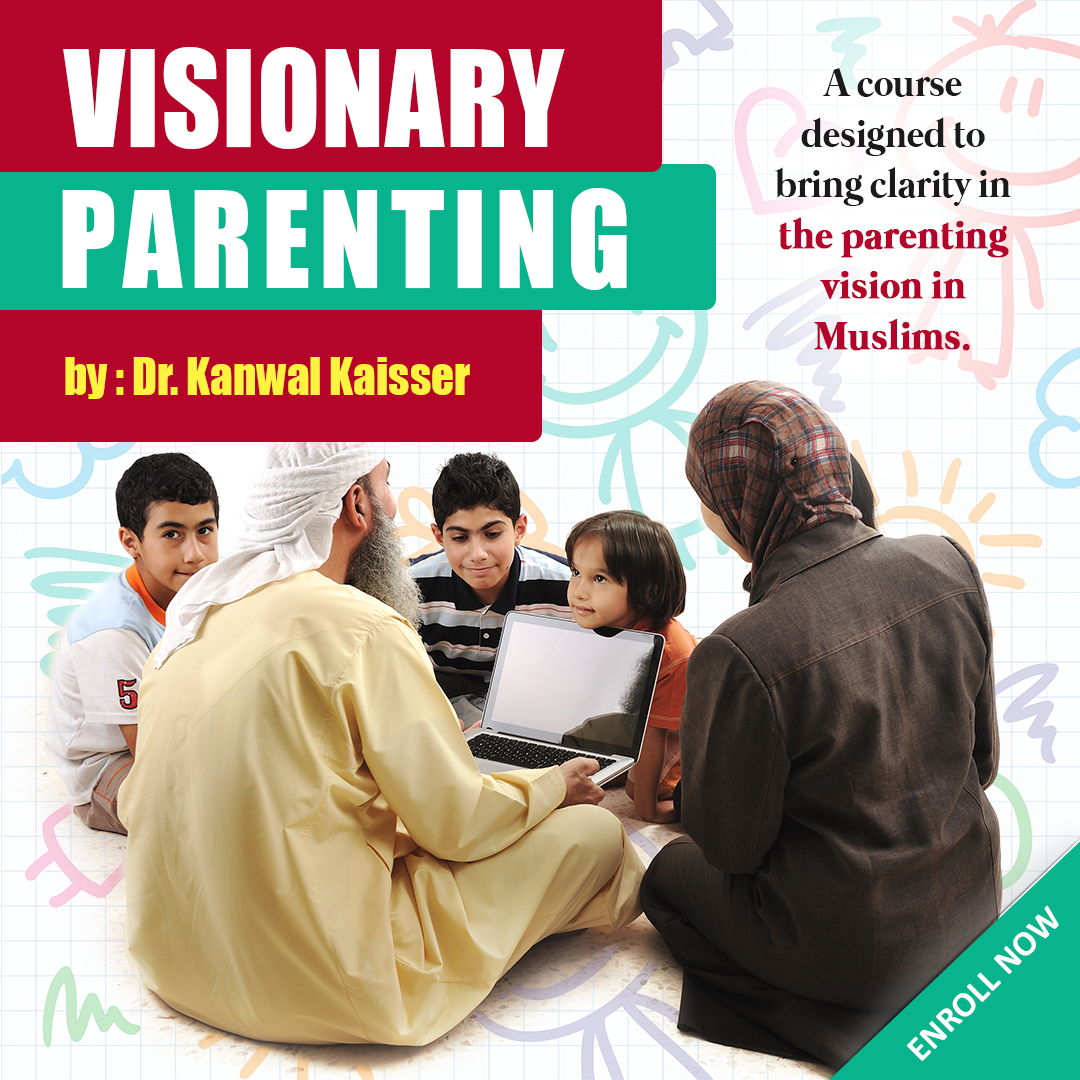 VISIONARY
PARENTING
by : Dr. Kanwal Kaisser
A course
designed to
bring clarity in
the parenting
vision in
Muslims.
5
ENROLL NOW